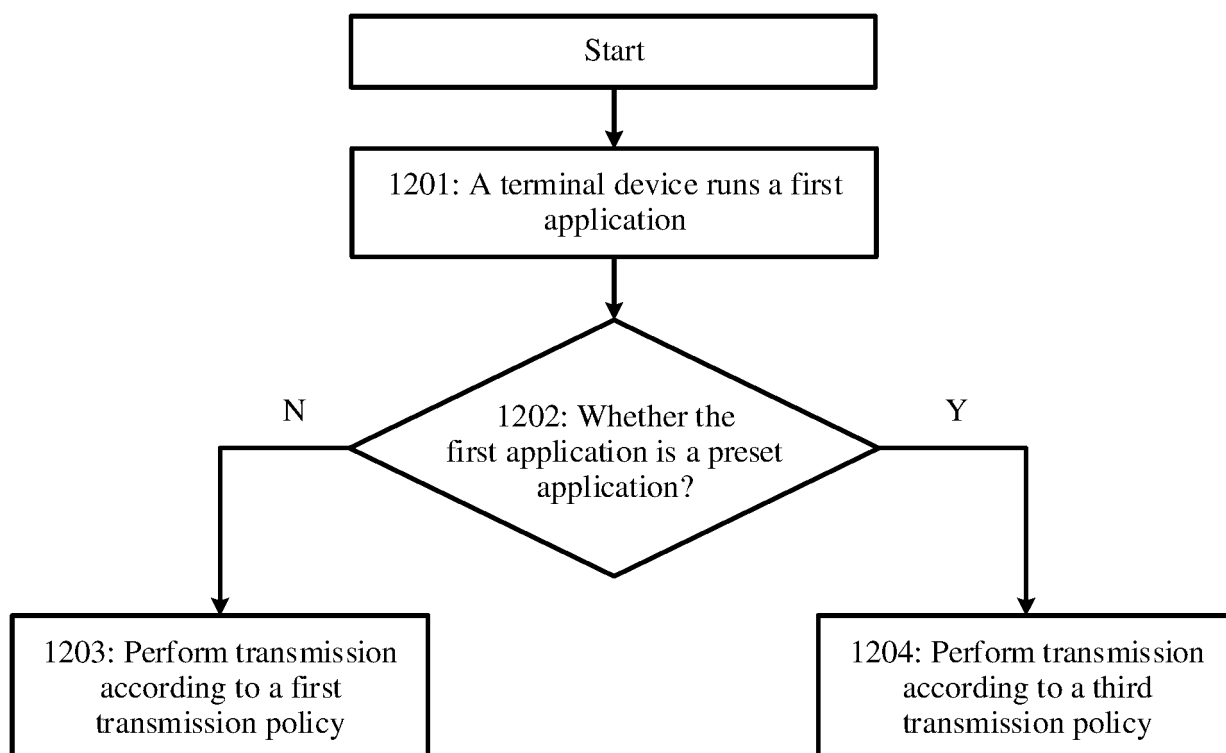 Start
1201: A terminal device runs a first
application
N
1202: Whether the
first application is a preset
application?
Y
1203: Perform transmission
according to a first
transmission policy
1204: Perform transmission
according to a third
transmission policy